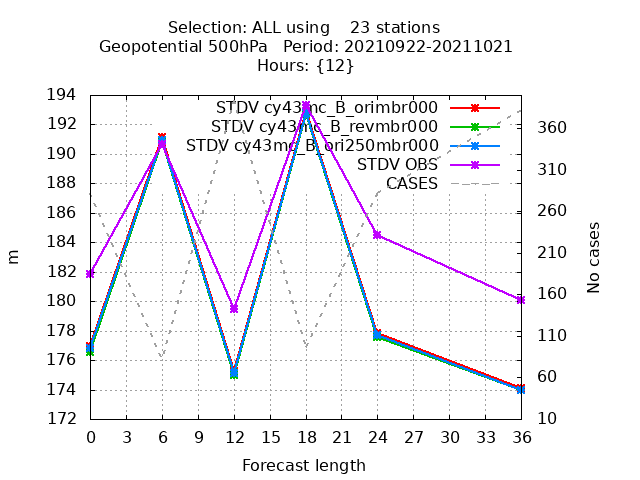 Selection: ALL using    23 stations
Geopotential 500hPa   Period: 20210922-20211021
Hours: {12}
194
192
190
188
186
184
182
180
178
176
174
172
m
STDV cy43mc_B_orimbr000
STDV cy43mc_B_revmbr000
STDV cy43mc_B_ori250mbr000
STDV OBS
CASES
360
310
260
210
160
110
60
10
No cases
0 3 6 9 12 15 18 21 24 27 30 33 36
Forecast length